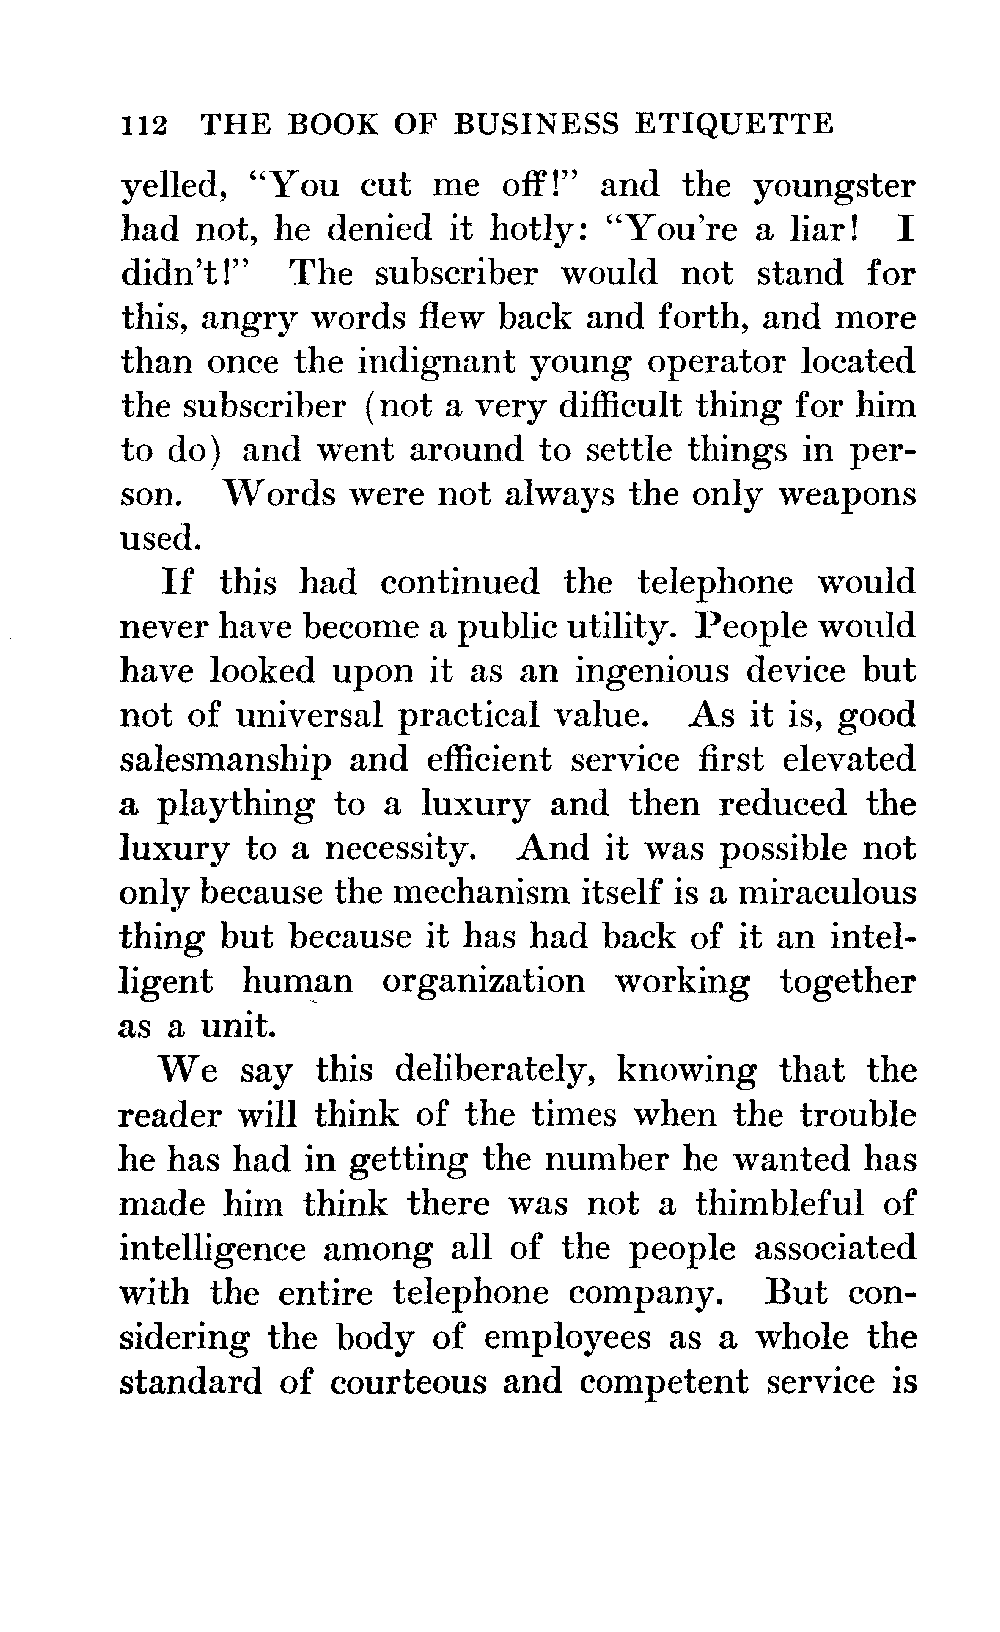 112 THE BOOK OF BUSINESS ETIQUETTE
yelled, “You cut me off!” and the youngster
had not, he denied it hotly: “You're a liar! I
didn't!” The subscriber would not stand for
this, angry words flew back and forth, and more
than once the indignant young operator located
the subscriber (not a very difficult thing for him
to do) and went around to settle things in per-
son. Words were not always the only weapons
used.
If this had continued the telephone would
never have become a public utility. People would
have looked upon it as an ingenious device but
not of universal practical value. As it is, good
salesmanship and efficient service first elevated
a plaything to a luxury and then reduced the
luxury to a necessity. And it was possible not
only because the mechanism itself is a miraculous
thing but because it has had back of it an intel-
ligent human organization working together
as a unit.
We say this deliberately, knowing that the
reader will think of the times when the trouble
he has had in getting the number he wanted has
made him think there was not a thimbleful of
intelligence among all of the people associated
with the entire telephone company. But con-
sidering the body of employees as a whole the
standard of courteous and competent service is